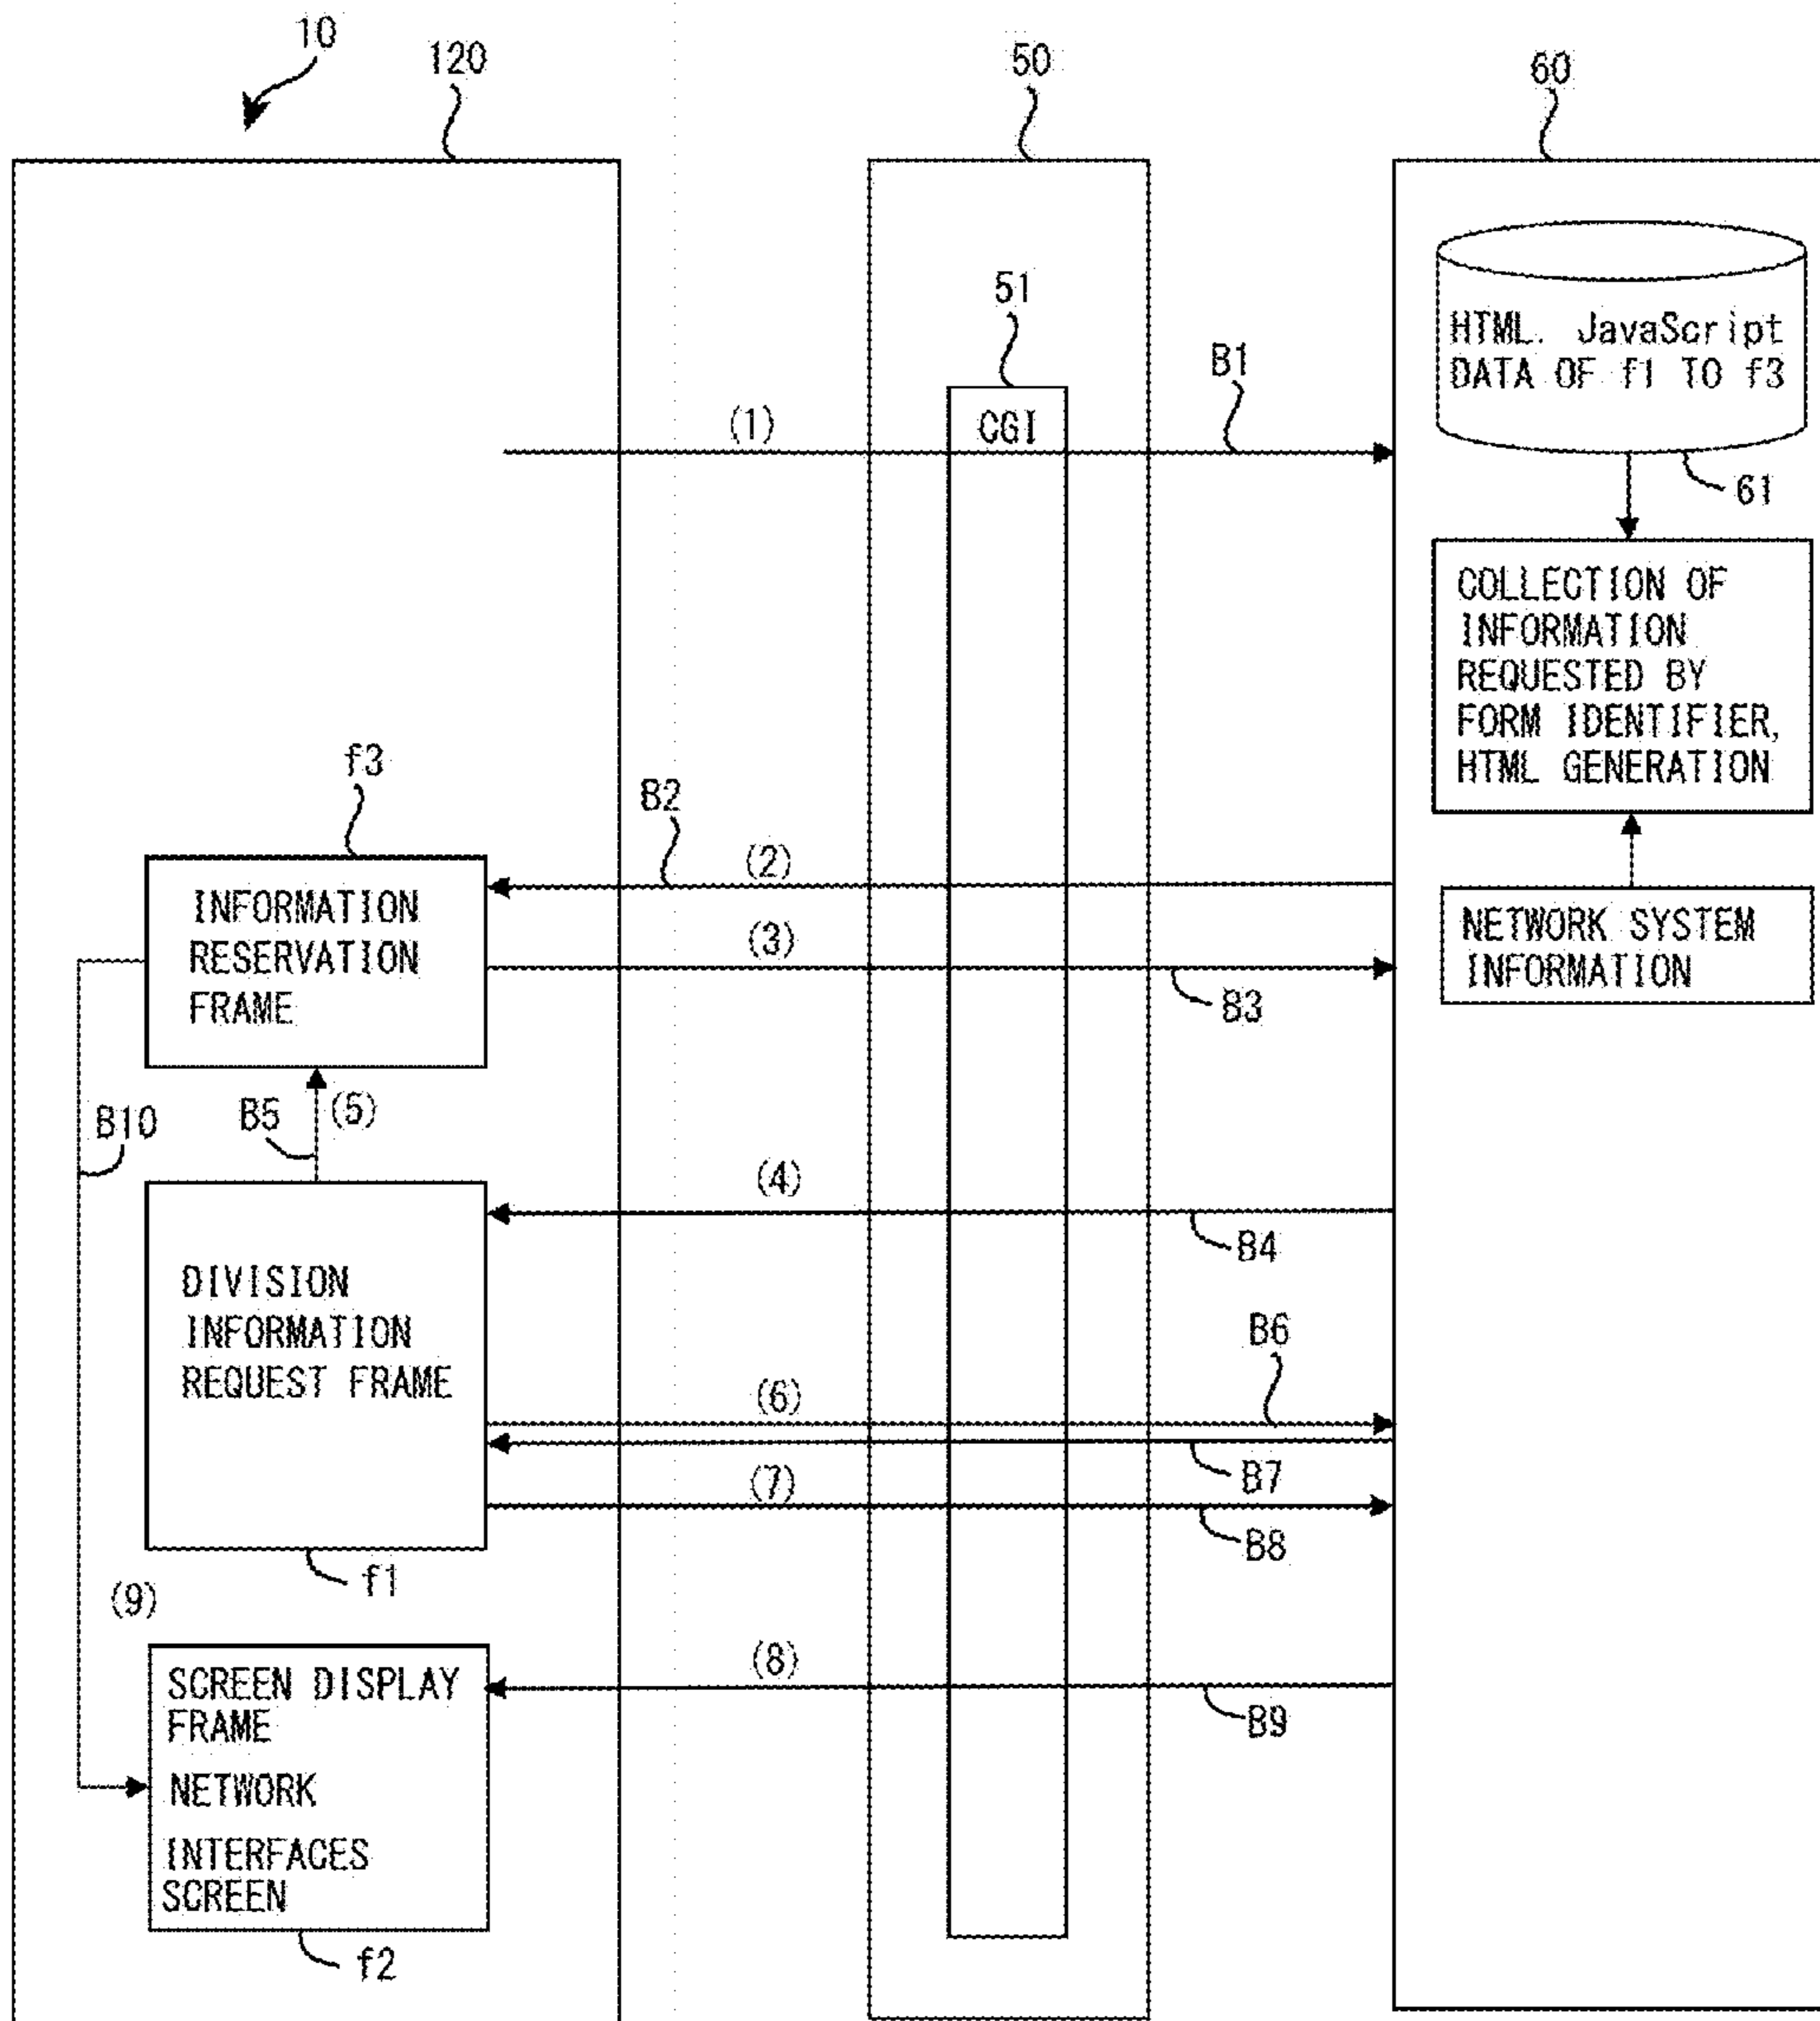 10
120
50
60
51
CGI
HTML. JavaScript
DATA OF f1 TO f3
61
B1
(1)
COLLECTION OF
INFORMATION
REQUESTED BY
FORM IDENTIFIER,
HTML GENERATION
f3
B2
(2)
INFORMATION
RESERVATION
FRAME
NETWORK SYSTEM
INFORMATION
(3)
B3
B10
B5
(5)
(4)
B4
DIVISION
INFORMATION
REQUEST FRAME
B6
(6)
B7
(7)
B8
f1
(9)
(8)
B9
SCREEN DISPLAY
FRAME
NETWORK
INTERFACES
SCREEN
f2